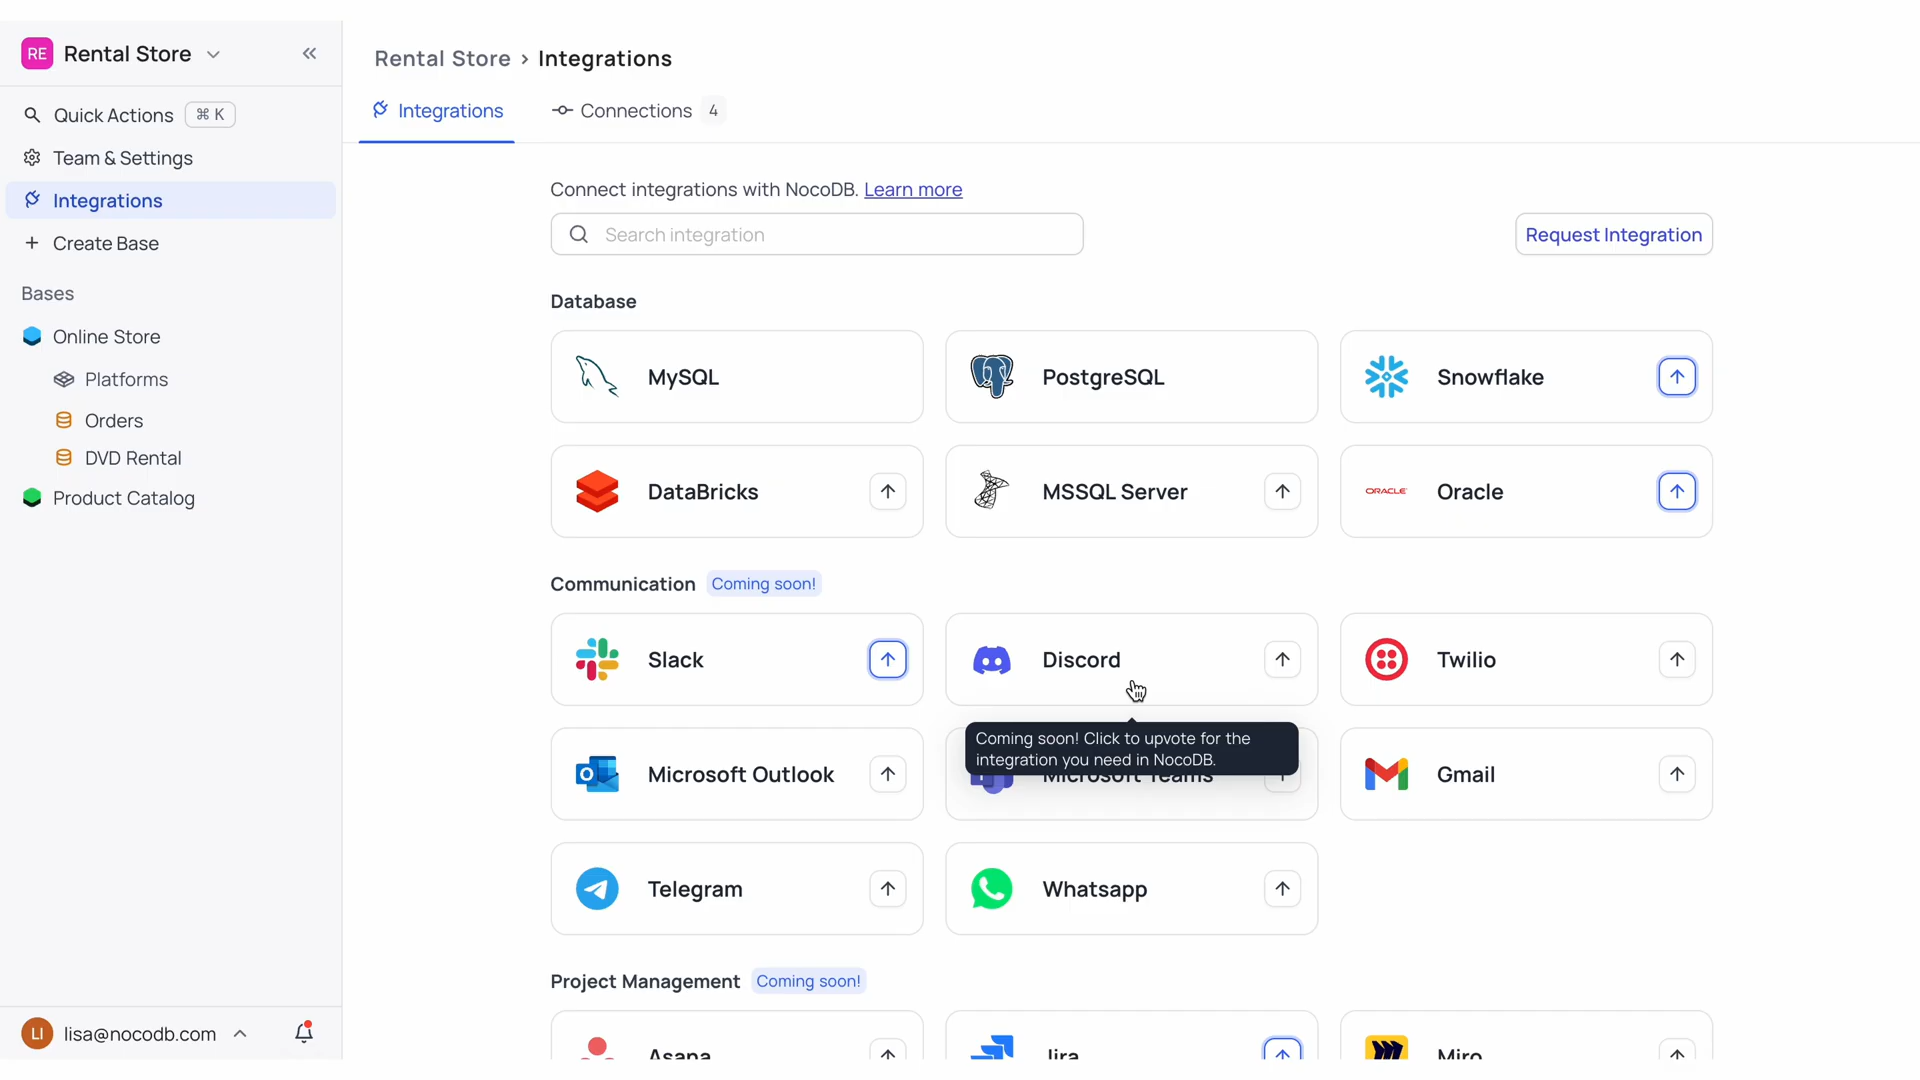 RE Rental Store
Quick Actions ⌘ K
Team & Settings
Integrations
Create Base
Bases
Online Store
Platforms
Orders
DVD Rental
Product Catalog
LI lisa@nocodb.com
Rental Store › Integrations
Integrations
Connections 4
Connect integrations with NocoDB. Learn more
Search integration
Request Integration
Database
MySQL
PostgreSQL
Snowflake
DataBricks
MSSQL Server
ORACLE Oracle
Communication Coming soon!
Slack
Discord
Twilio
Coming soon! Click to upvote for the
integration you need in NocoDB.
Microsoft Outlook
Microsoft Teams
Gmail
Telegram
Whatsapp
Project Management Coming soon!
Asana
Jira
Miro